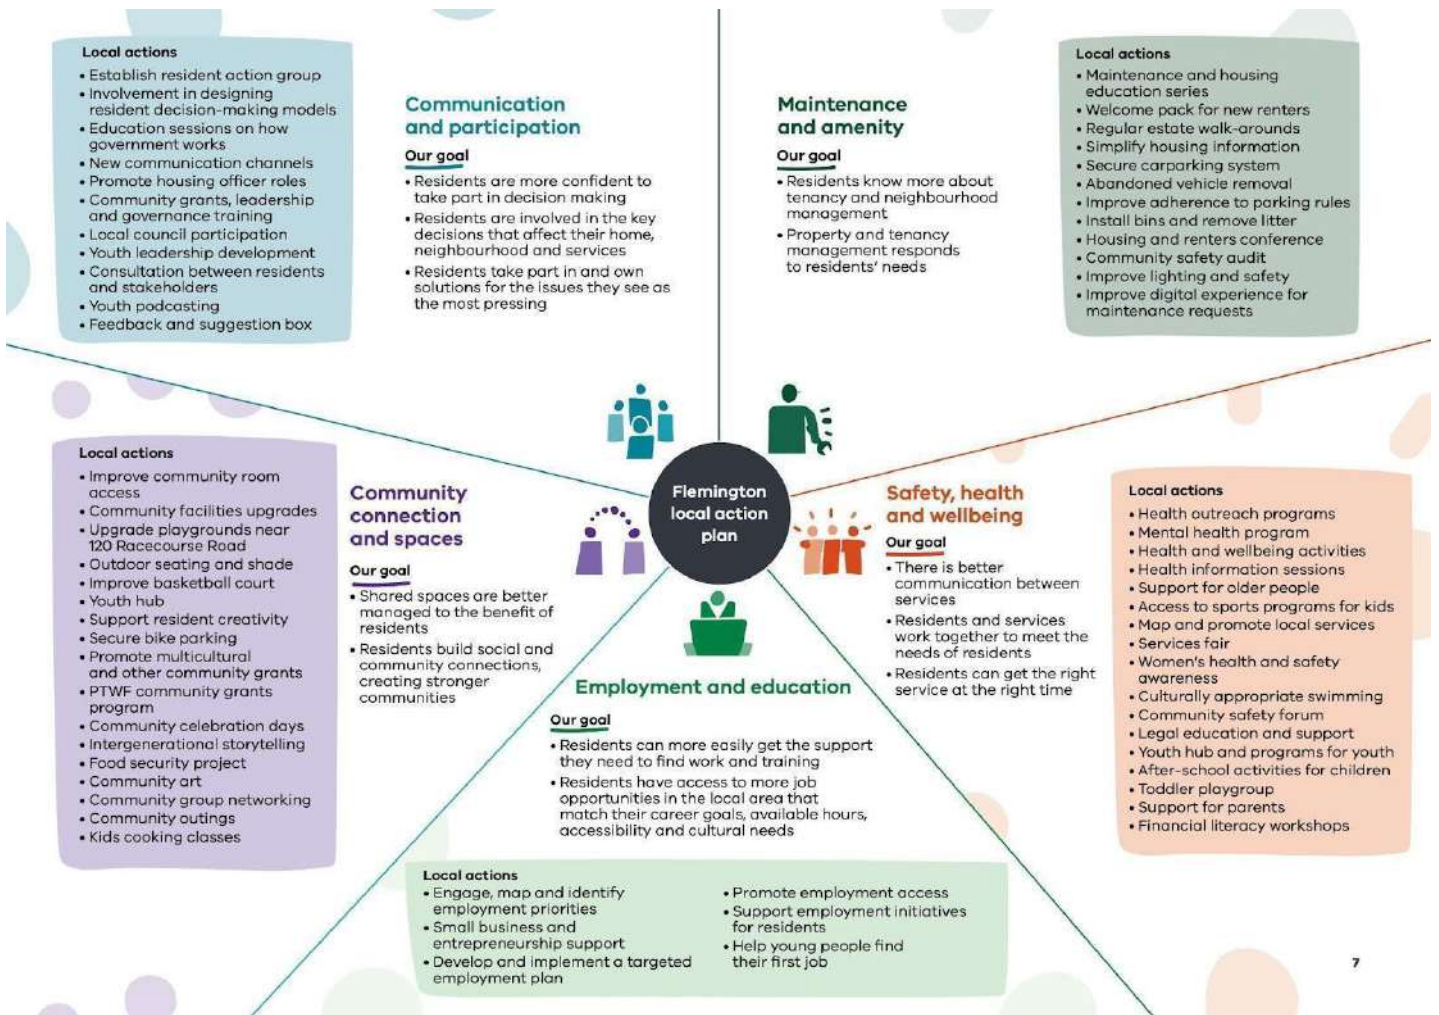 Local actions
• Establish resident action group
• Involvement in designing
resident decision-making models
• Education sessions on how
government works
• New communication channels
• Promote housing officer roles
• Community grants, leadership
and governance training
• Local council participation
• Youth leadership development
• Consultation between residents
and stakeholders
• Youth podcasting
• Feedback and suggestion box
Communication
and participation
Our goal
• Residents are more confident to
take part in decision making
• Residents are involved in the key
decisions that affect their home,
neighbourhood and services
• Residents take part in and own
solutions for the issues they see as
the most pressing
Maintenance
and amenity
Our goal
• Residents know more about
tenancy and neighbourhood
management
• Property and tenancy
management responds
to residents' needs
Local actions
• Maintenance and housing
education series
• Welcome pack for new renters
• Regular estate walk-arounds
• Simplify housing information
• Secure carparking system
• Abandoned vehicle removal
• Improve adherence to parking rules
• Install bins and remove litter
• Housing and renters conference
• Community safety audit
• Improve lighting and safety
• Improve digital experience for
maintenance requests
Flemington
local action
plan
Local actions
• Improve community room
access
• Community facilities upgrades
• Upgrade playgrounds near
120 Racecourse Road
• Outdoor seating and shade
• Improve basketball court
• Youth hub
• Support resident creativity
• Secure bike parking
• Promote multicultural
and other community grants
• PTWF community grants
program
• Community celebration days
• Intergenerational storytelling
• Food security project
• Community art
• Community group networking
• Community outings
• Kids cooking classes
Community
connection
and spaces
Our goal
• Shared spaces are better
managed to the benefit of
residents
• Residents build social and
community connections,
creating stronger
communities
Safety, health
and wellbeing
Our goal
• There is better
communication between
services
• Residents and services
work together to meet the
needs of residents
• Residents can get the right
service at the right time
Local actions
• Health outreach programs
• Mental health program
• Health and wellbeing activities
• Health information sessions
• Support for older people
• Access to sports programs for kids
• Map and promote local services
• Services fair
• Women's health and safety
awareness
• Culturally appropriate swimming
• Community safety forum
• Legal education and support
• Youth hub and programs for youth
• After-school activities for children
• Toddler playgroup
• Support for parents
• Financial literacy workshops
Employment and education
Our goal
• Residents can more easily get the support
they need to find work and training
• Residents have access to more job
opportunities in the local area that
match their career goals, available hours,
accessibility and cultural needs
Local actions
• Engage, map and identify
employment priorities
• Small business and
entrepreneurship support
• Develop and implement a targeted
employment plan
• Promote employment access
• Support employment initiatives
for residents
• Help young people find
their first job
7